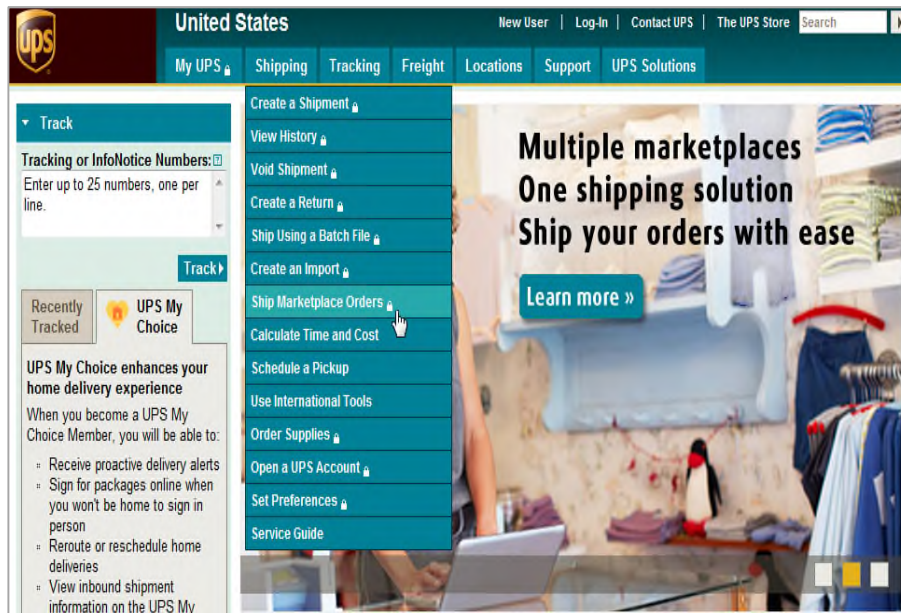 ups
United States
New User | Log-In | Contact UPS | The UPS Store
Search
My UPS
Shipping
Tracking
Freight
Locations
Support
UPS Solutions
Track
Tracking or InfoNotice Numbers:
Enter up to 25 numbers, one per
line.
Track
Recently
Tracked
UPS My
Choice
UPS My Choice enhances your
home delivery experience
When you become a UPS My
Choice Member, you will be able to:
Receive proactive delivery alerts
Sign for packages online when
you won't be home to sign in
person
Reroute or reschedule home
deliveries
View inbound shipment
information on the UPS My
Create a Shipment
View History
Void Shipment
Create a Return
Ship Using a Batch File
Create an Import
Ship Marketplace Orders
Calculate Time and Cost
Schedule a Pickup
Use International Tools
Order Supplies
Open a UPS Account
Set Preferences
Service Guide
Multiple marketplaces
One shipping solution
Ship your orders with ease
Learn more »